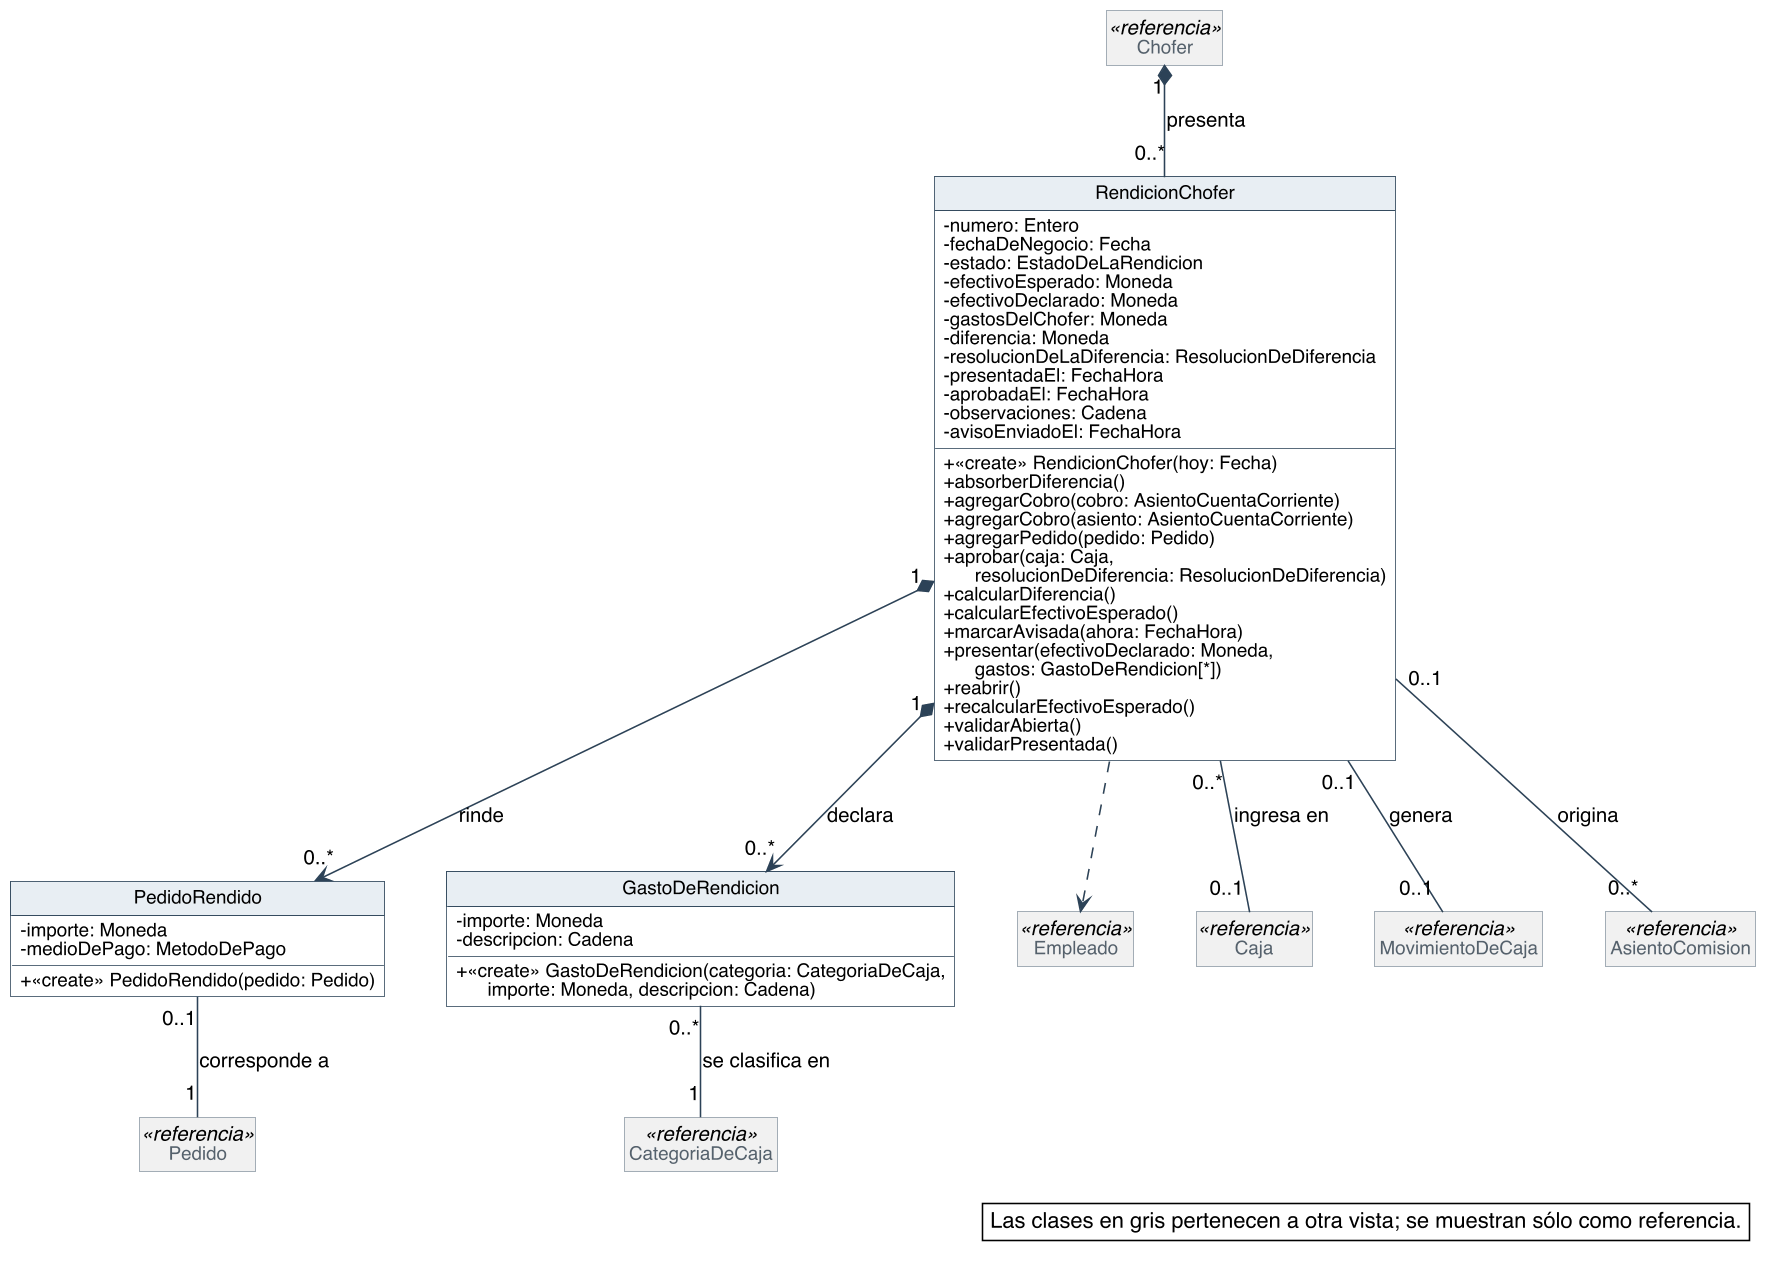 «referencia»
Chofer
1
presenta
0..*
RendicionChofer
-numero: Entero
-fechaDeNegocio: Fecha
-estado: EstadoDeLaRendicion
-efectivoEsperado: Moneda
-efectivoDeclarado: Moneda
-gastosDelChofer: Moneda
-diferencia: Moneda
-resolucionDeLaDiferencia: ResolucionDeDiferencia
-presentadaEl: FechaHora
-aprobadaEl: FechaHora
-observaciones: Cadena
-avisoEnviadoEl: FechaHora
+«create» RendicionChofer(hoy: Fecha)
+absorberDiferencia()
+agregarCobro(cobro: AsientoCuentaCorriente)
+agregarCobro(asiento: AsientoCuentaCorriente)
+agregarPedido(pedido: Pedido)
+aprobar(caja: Caja,
resolucionDeDiferencia: ResolucionDeDiferencia)
+calcularDiferencia()
+calcularEfectivoEsperado()
+marcarAvisada(ahora: FechaHora)
+presentar(efectivoDeclarado: Moneda,
gastos: GastoDeRendicion[*])
+reabrir()
+recalcularEfectivoEsperado()
+validarAbierta()
+validarPresentada()
1
1
0..1
0..*
0..1
rinde
declara
ingresa en
genera
origina
0..*
0..*
0..1
0..1
0..*
PedidoRendido
-importe: Moneda
-medioDePago: MetodoDePago
+«create» PedidoRendido(pedido: Pedido)
GastoDeRendicion
-importe: Moneda
-descripcion: Cadena
+«create» GastoDeRendicion(categoria: CategoriaDeCaja,
importe: Moneda, descripcion: Cadena)
«referencia»
Empleado
«referencia»
Caja
«referencia»
MovimientoDeCaja
«referencia»
AsientoComision
0..1
corresponde a
1
0..*
se clasifica en
1
«referencia»
Pedido
«referencia»
CategoriaDeCaja
Las clases en gris pertenecen a otra vista; se muestran sólo como referencia.